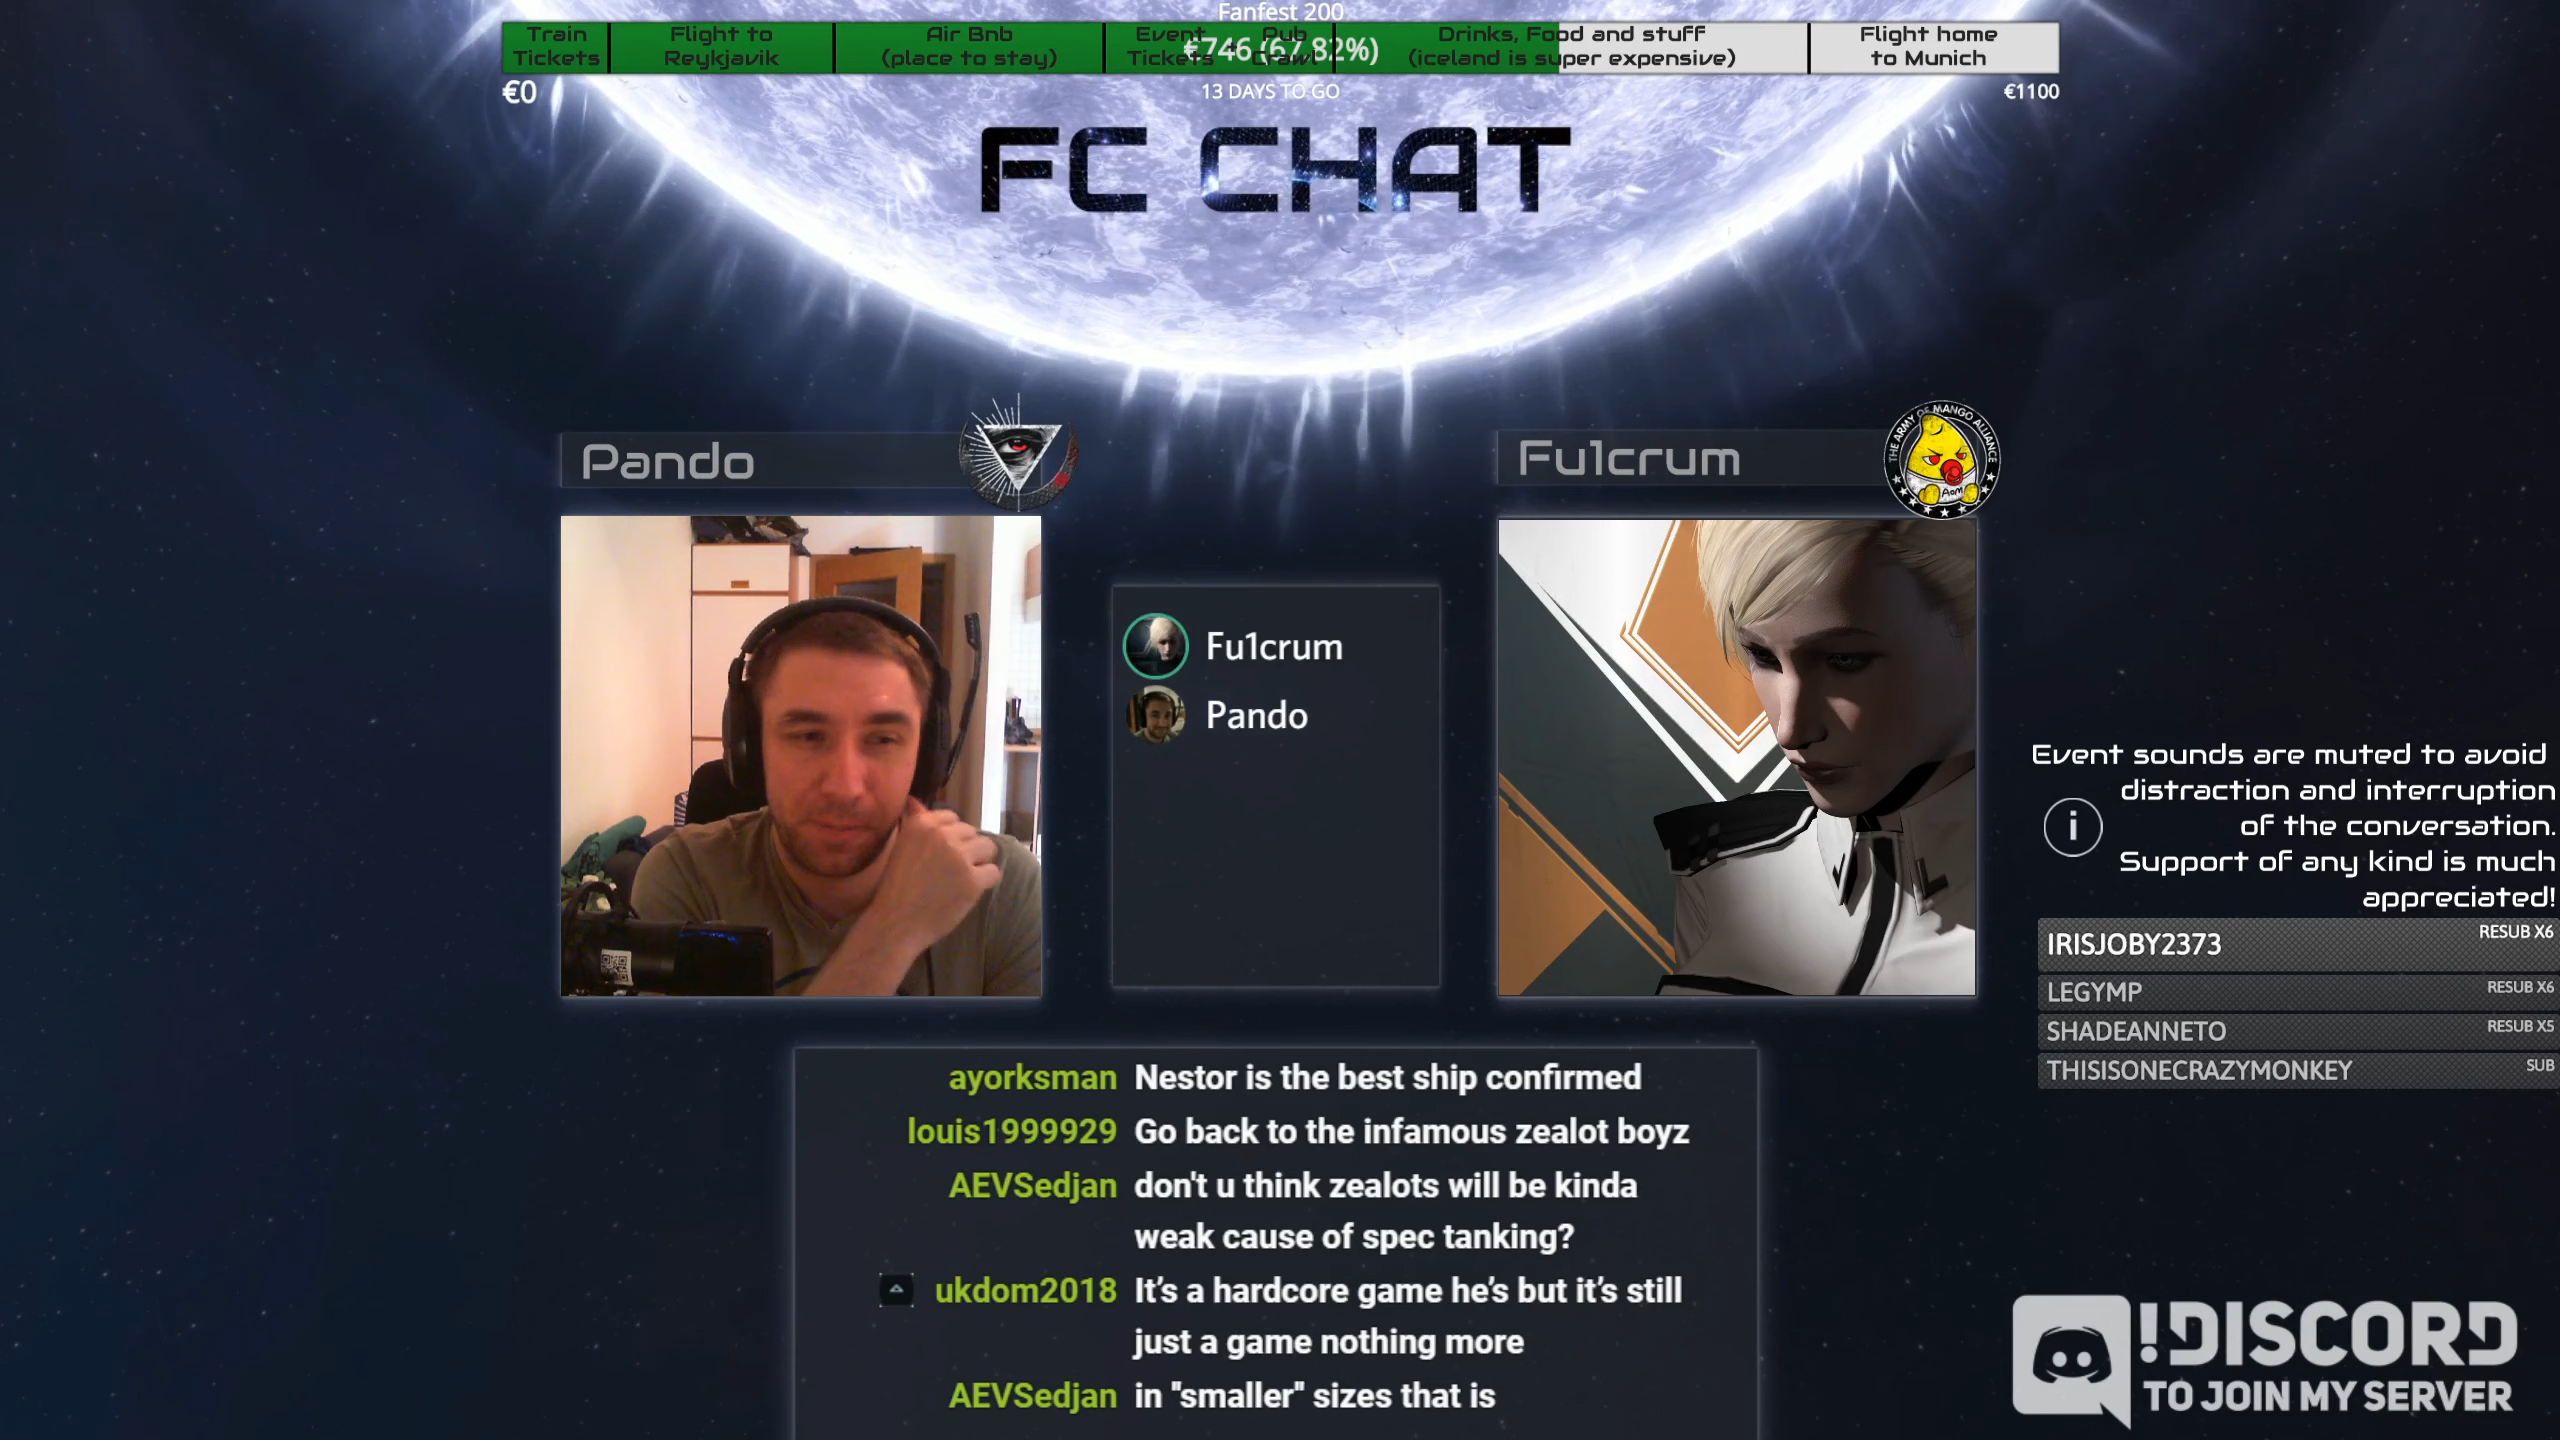 Fanfest 200
Train Tickets
Flight to Reykjavik
Air Bnb (place to stay)
Event Tickets
Pub Crawl
€746 (67.82%)
Drinks, Food and stuff (iceland is super expensive)
Flight home to Munich
€0
13 DAYS TO GO
€1100
FC CHAT
Pando
Fu1crum
THE ARMY OF MANGO ALLIANCE
AOM
Fu1crum
Pando
Event sounds are muted to avoid
distraction and interruption
of the conversation.
Support of any kind is much
appreciated!
IRISJOBY2373 RESUB X6
LEGYMP RESUB X6
SHADEANNETO RESUB X5
THISISONECRAZYMONKEY SUB
ayorksman Nestor is the best ship confirmed
louis1999929 Go back to the infamous zealot boyz
AEVSedjan don't u think zealots will be kinda
weak cause of spec tanking?
ukdom2018 It's a hardcore game he's but it's still
just a game nothing more
AEVSedjan in "smaller" sizes that is
!DISCORD
TO JOIN MY SERVER